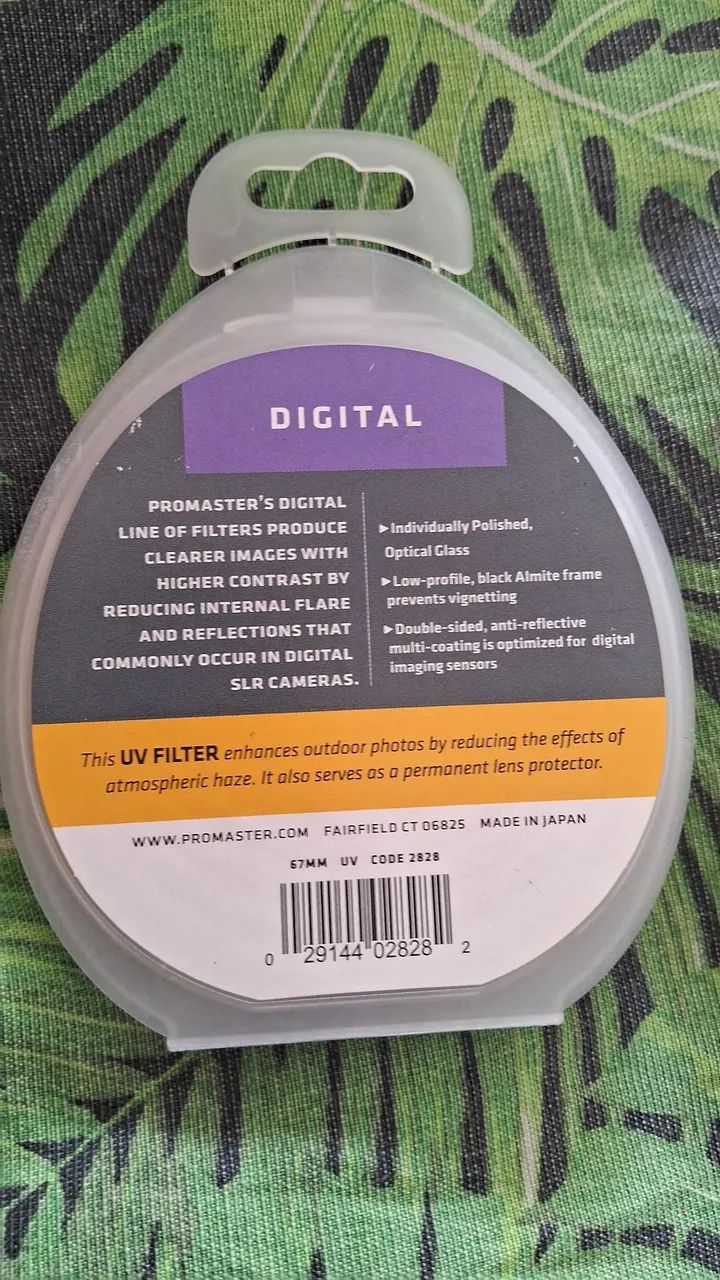 DIGITAL
PROMASTER'S DIGITAL
LINE OF FILTERS PRODUCE
CLEARER IMAGES WITH
HIGHER CONTRAST BY
REDUCING INTERNAL FLARE
AND REFLECTIONS THAT
COMMONLY OCCUR IN DIGITAL
SLR CAMERAS.
▸Individually Polished,
Optical Glass
▸Low-profile, black Almite frame
prevents vignetting
▸Double-sided, anti-reflective
multi-coating is optimized for digital
imaging sensors
This UV FILTER enhances outdoor photos by reducing the effects of
atmospheric haze. It also serves as a permanent lens protector.
WWW.PROMASTER.COM FAIRFIELD CT 06825 MADE IN JAPAN
67MM UV CODE 2828
0 29144 02828 2